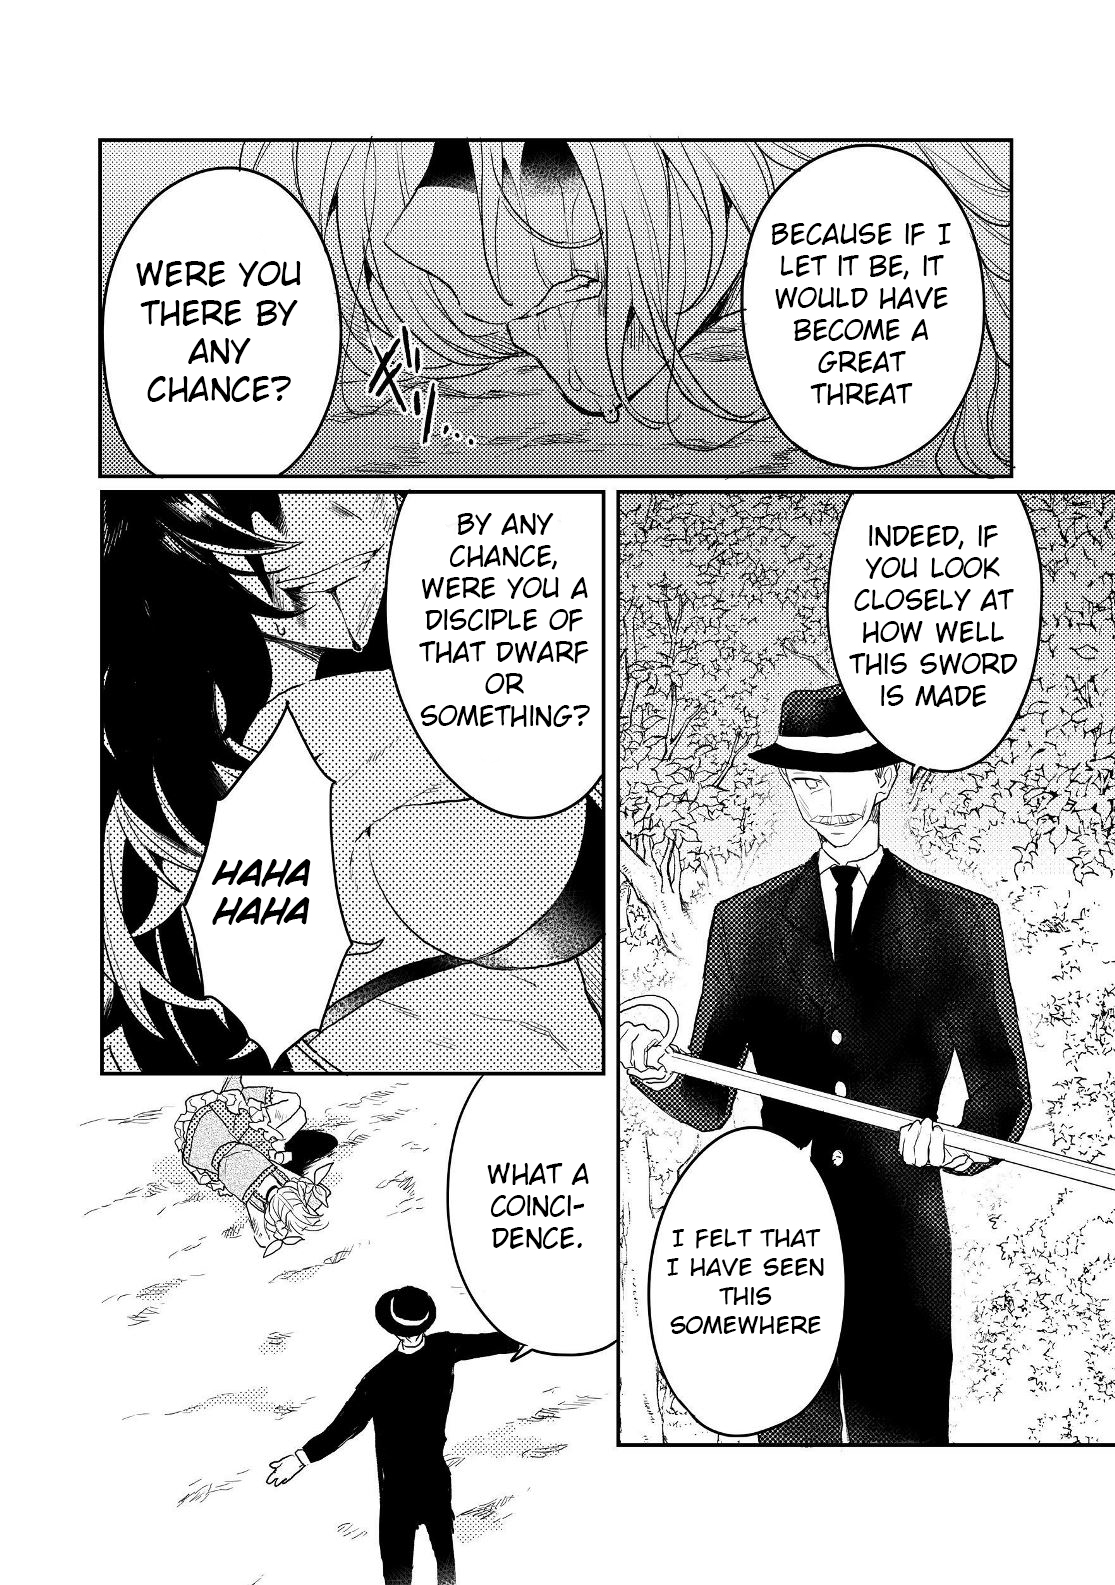 BECAUSE IF I
LET IT BE, IT
WOULD HAVE
BECOME A
GREAT
THREAT
WERE YOU
THERE BY
ANY
CHANCE?
INDEED, IF
YOU LOOK
CLOSELY AT
HOW WELL
THIS SWORD
IS MADE
I FELT THAT
I HAVE SEEN
THIS
SOMEWHERE
BY ANY
CHANCE,
WERE YOU A
DISCIPLE OF
THAT DWARF
OR
SOMETHING?
HAHA
HAHA
WHAT A
COINCI-
DENCE.